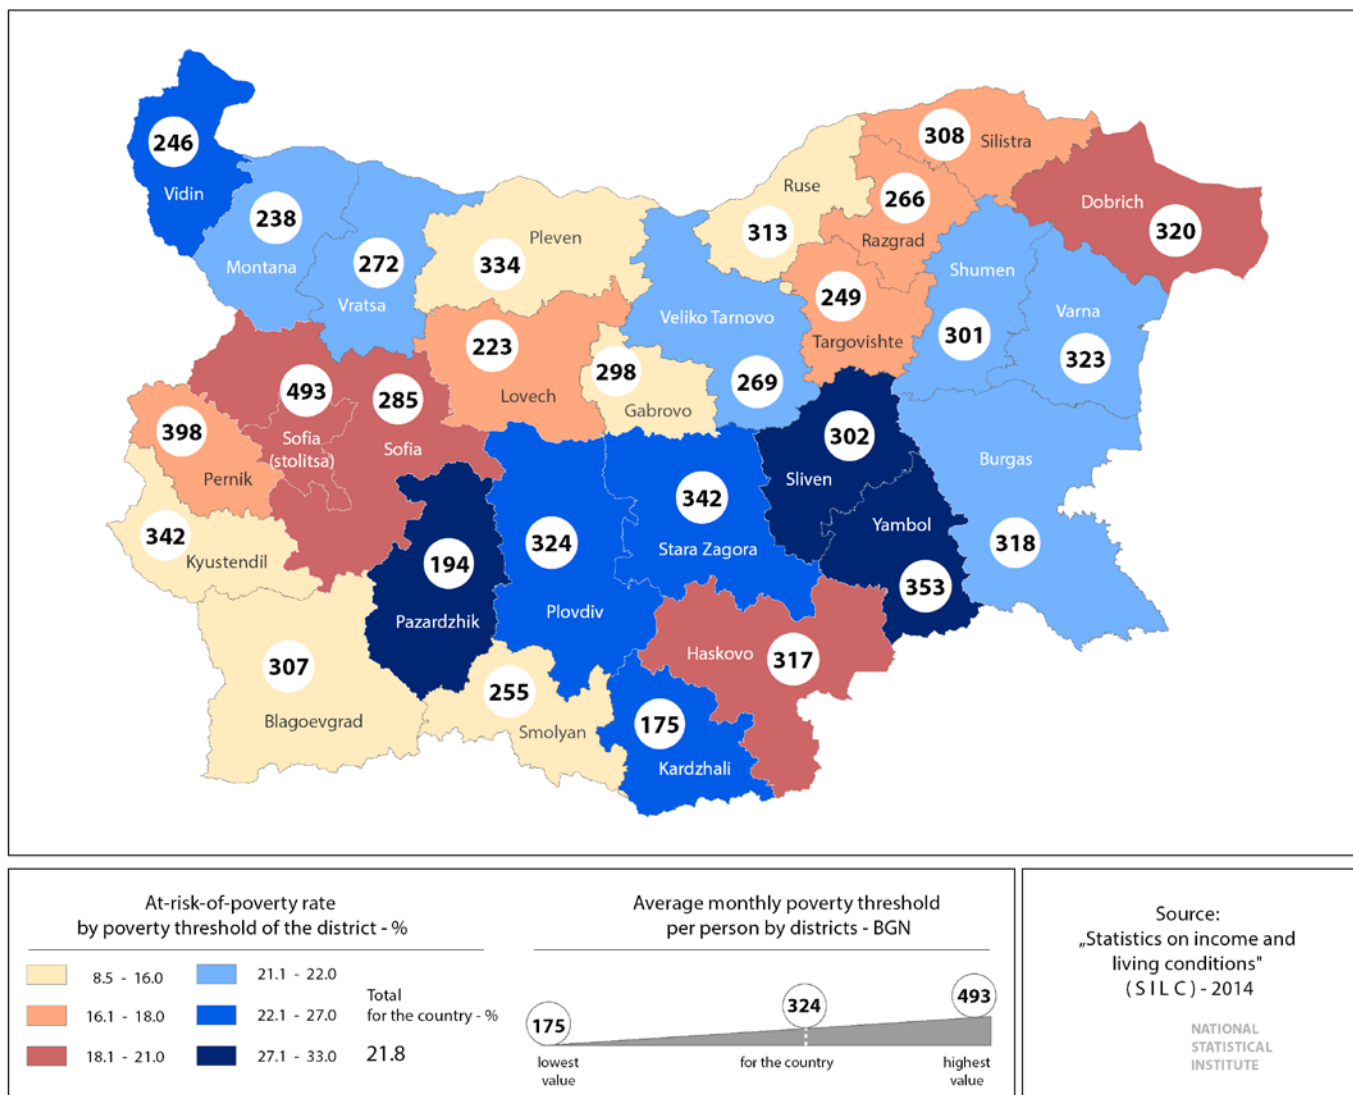 246
Vidin
238
Montana
272
Vratsa
Pleven
334
Ruse
313
308
Silistra
266
Razgrad
Dobrich
320
249
Targovishte
Shumen
301
Varna
323
Veliko Tarnovo
269
223
Lovech
298
Gabrovo
493
Sofia
(stolitsa)
285
Sofia
398
Pernik
342
Kyustendil
302
Sliven
Burgas
318
Yambol
353
342
Stara Zagora
324
Plovdiv
194
Pazardzhik
307
Blagoevgrad
255
Smolyan
Haskovo
317
175
Kardzhali
At-risk-of-poverty rate
by poverty threshold of the district - %
8.5 - 16.0
16.1 - 18.0
18.1 - 21.0
21.1 - 22.0
22.1 - 27.0
27.1 - 33.0
Total
for the country - %
21.8
Average monthly poverty threshold
per person by districts - BGN
175
324
493
lowest
value
for the country
highest
value
Source:
„Statistics on income and
living conditions"
( S I L C ) - 2014
NATIONAL
STATISTICAL
INSTITUTE